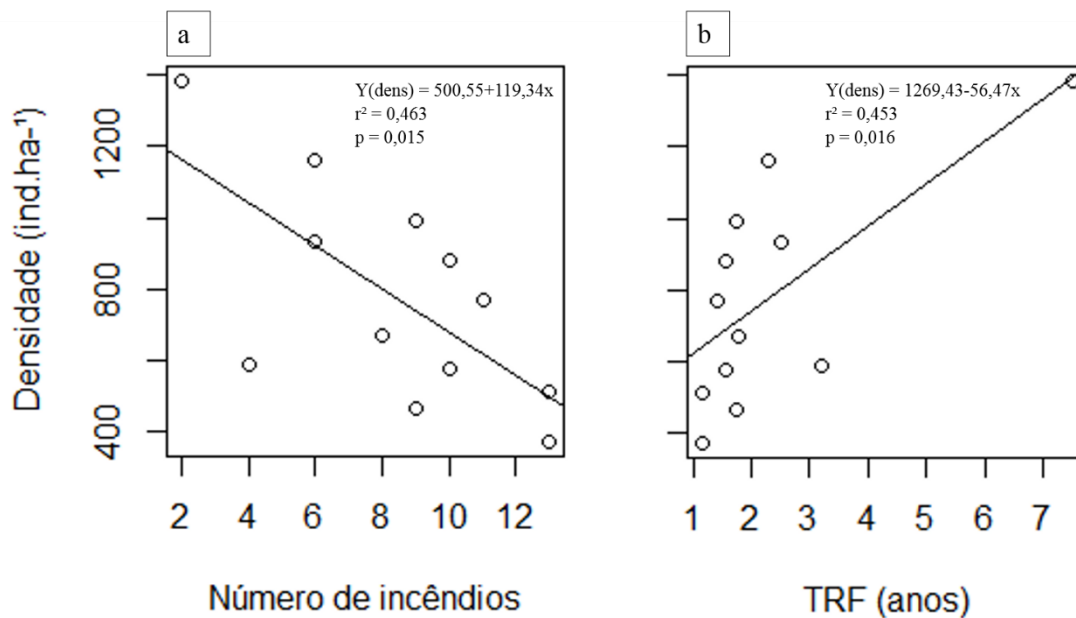 a
Y(dens) = 500,55+119,34x
r² = 0,463
p = 0,015
Densidade (ind.ha-¹)
1200
800
400
2 4 6 8 10 12
Número de incêndios
b
Y(dens) = 1269,43-56,47x
r² = 0,453
p = 0,016
1 2 3 4 5 6 7
TRF (anos)